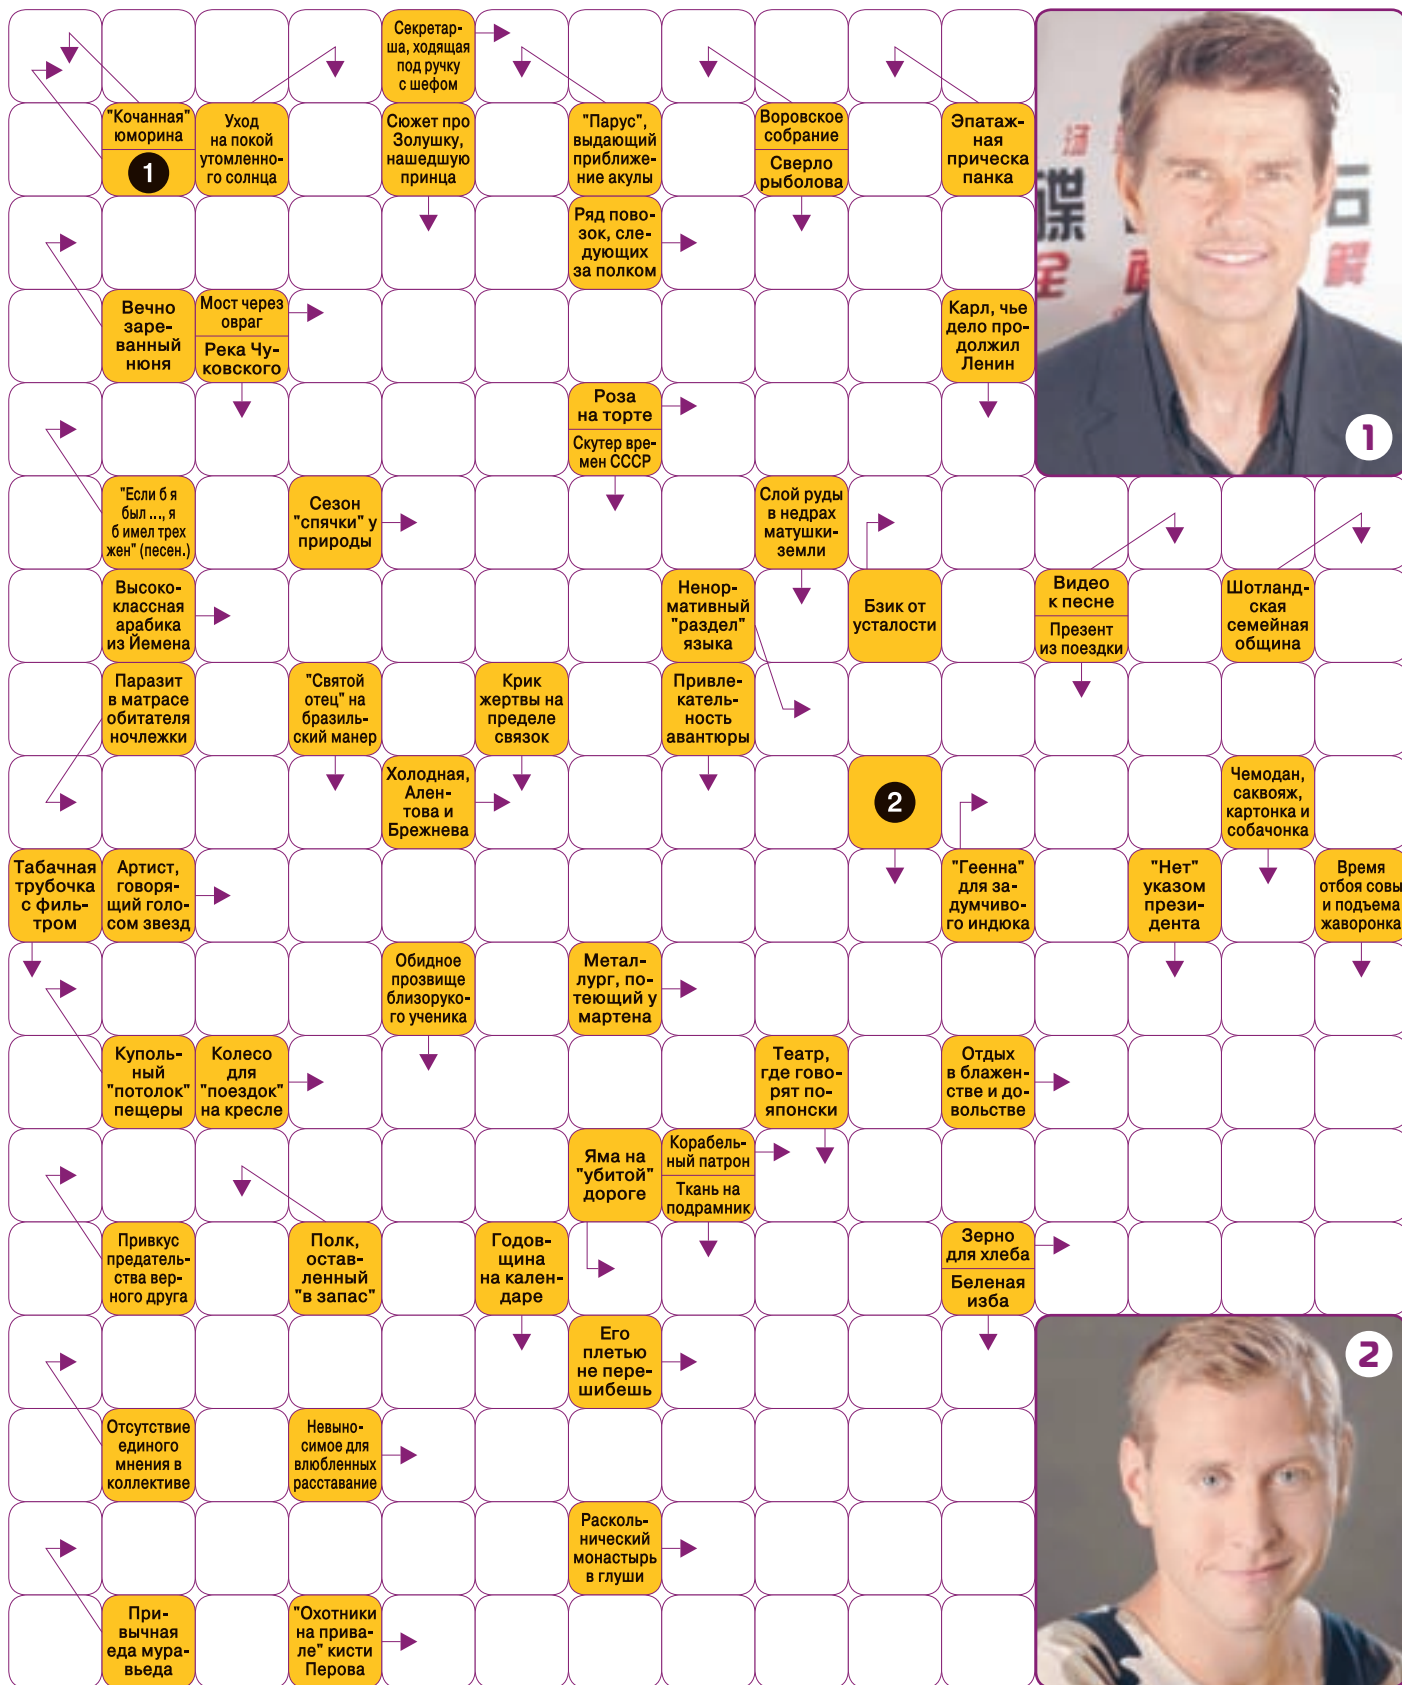 Секретар-
ша, ходящая
под ручку
с шефом
"Кочанная"
юморина
1
Уход
на покой
утомленно-
го солнца
Сюжет про
Золушку,
нашедшую
принца
"Парус",
выдающий
приближе-
ние акулы
Воровское
собрание
Сверло
рыболова
Эпатаж-
ная
прическа
панка
Ряд пово-
зок, сле-
дующих
за полком
Вечно
заре-
ванный
нюня
Мост через
овраг
Река Чу-
ковского
Карл, чье
дело про-
должил
Ленин
Роза
на торте
Скутер вре-
мен СССР
1
"Если б я
был ..., я
б имел трех
жен" (песен.)
Сезон
"спячки" у
природы
Слой руды
в недрах
матушки-
земли
Высоко-
классная
арабика
из Йемена
Ненор-
мативный
"раздел"
языка
Бзик от
усталости
Видео
к песне
Презент
из поездки
Шотланд-
ская
семейная
община
Паразит
в матрасе
обитателя
ночлежки
"Святой
отец" на
бразиль-
ский манер
Крик
жертвы на
пределе
связок
Привле-
катель-
ность
авантюры
Холодная,
Ален-
това и
Брежнева
2
Чемодан,
саквояж,
картонка и
собачонка
Табачная
трубочка
с филь-
тром
Артист,
говоря-
щий голо-
сом звезд
"Геенна"
для за-
думчиво-
го индюка
"Нет"
указом
прези-
дента
Время
отбоя совы
и подъема
жаворонка
Обидное
прозвище
близоруко-
го ученика
Метал-
лург, по-
теющий у
мартена
Куполь-
ный
"потолок"
пещеры
Колесо
для
"поездок"
на кресле
Театр,
где гово-
рят по-
японски
Отдых
в блажен-
стве и до-
вольстве
Яма на
"убитой"
дороге
Корабель-
ный патрон
Ткань на
подрамник
Привкус
предатель-
ства вер-
ного друга
Полк,
остав-
ленный
"в запас"
Годов-
щина
на кален-
даре
Зерно
для хлеба
Беленая
изба
Его
плетью
не пере-
шибешь
2
Отсутствие
единого
мнения в
коллективе
Невыно-
симое для
влюбленных
расставание
Расколь-
нический
монастырь
в глуши
При-
вычная
еда мура-
вьеда
"Охотники
на прива-
ле" кисти
Перова